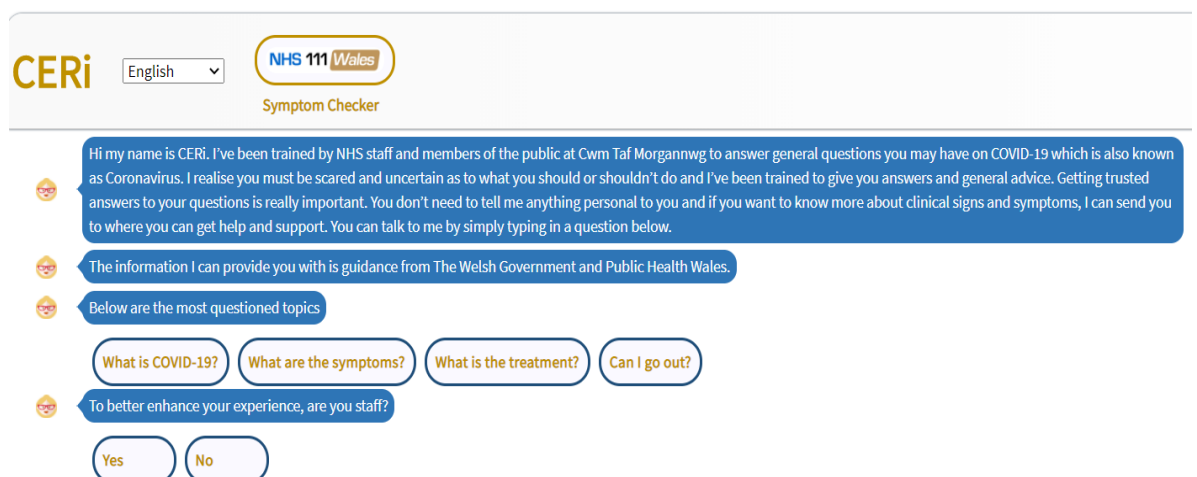 CERi
English
NHS 111 Wales
Symptom Checker
Hi my name is CERi. I've been trained by NHS staff and members of the public at Cwm Taf Morgannwg to answer general questions you may have on COVID-19 which is also known
as Coronavirus. I realise you must be scared and uncertain as to what you should or shouldn't do and I've been trained to give you answers and general advice. Getting trusted
answers to your questions is really important. You don't need to tell me anything personal to you and if you want to know more about clinical signs and symptoms, I can send you
to where you can get help and support. You can talk to me by simply typing in a question below.
The information I can provide you with is guidance from The Welsh Government and Public Health Wales.
Below are the most questioned topics
What is COVID-19? What are the symptoms? What is the treatment? Can I go out?
To better enhance your experience, are you staff?
Yes No